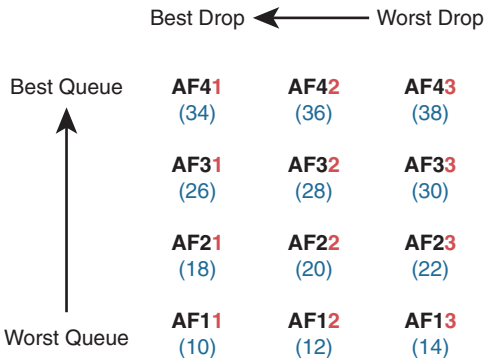 Best Drop Worst Drop
Best Queue AF41 AF42 AF43
(34) (36) (38)
AF31 AF32 AF33
(26) (28) (30)
AF21 AF22 AF23
(18) (20) (22)
Worst Queue AF11 AF12 AF13
(10) (12) (14)